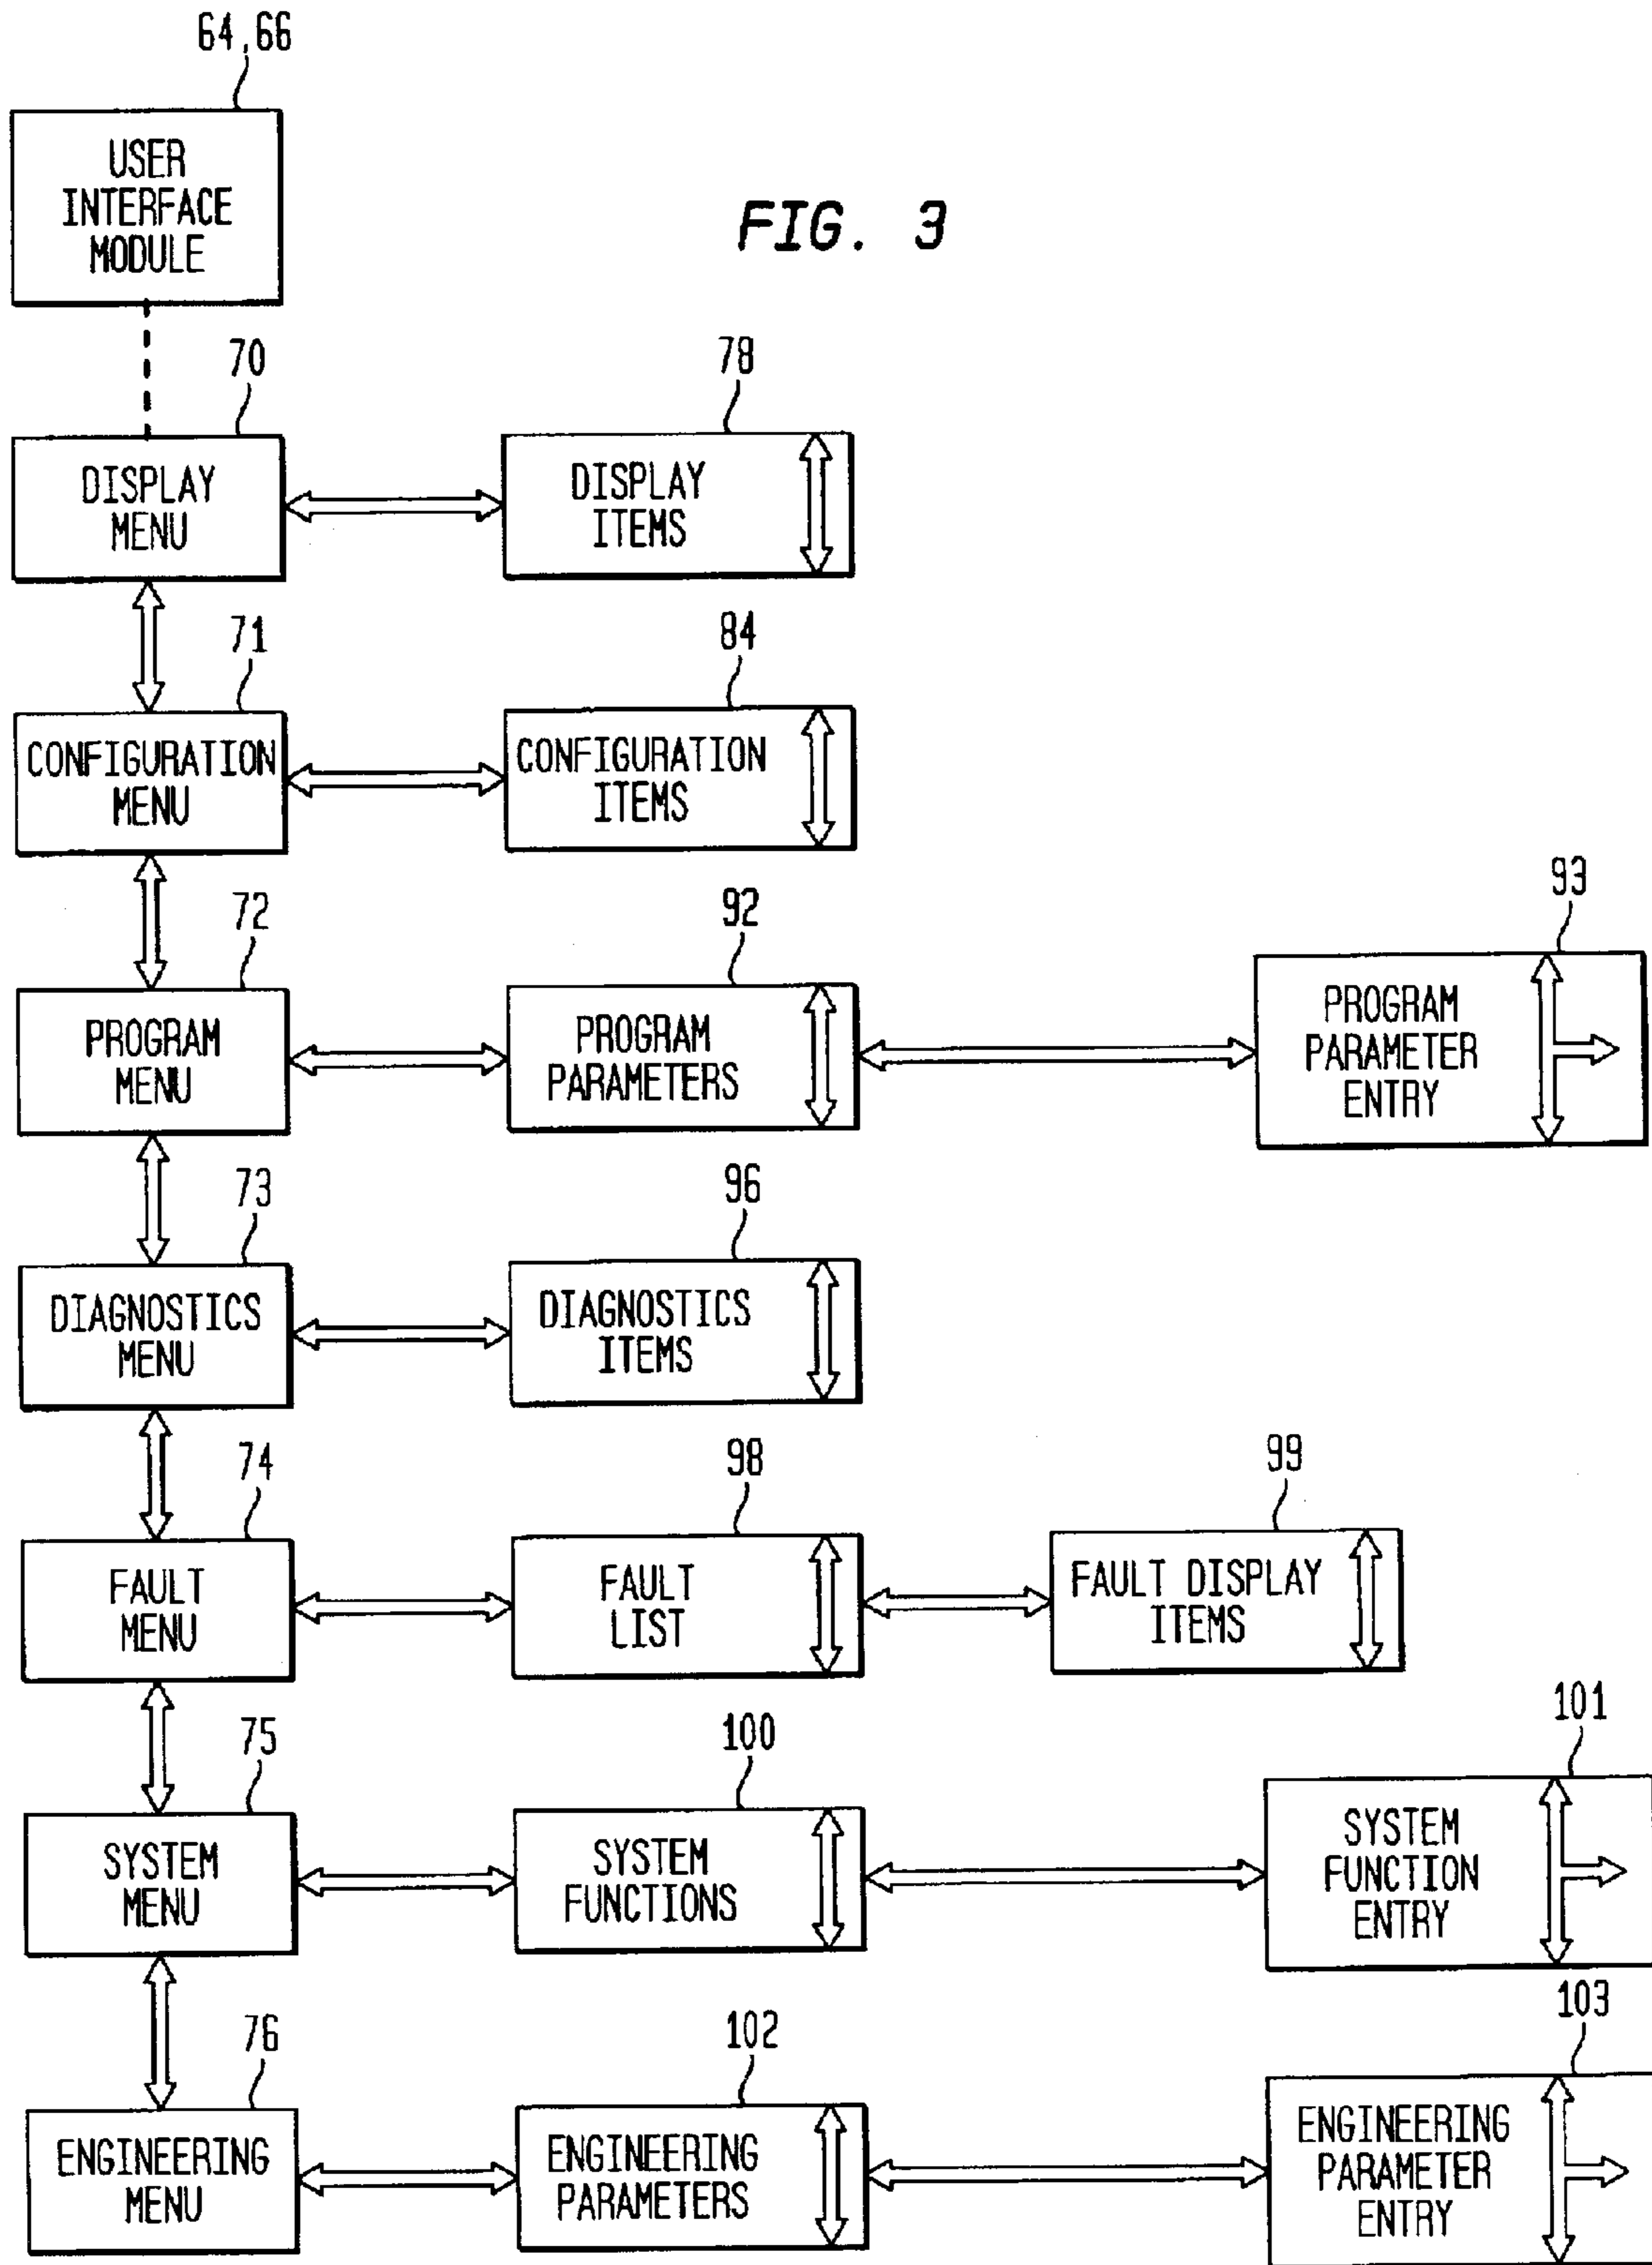 64,66
USER
INTERFACE
MODULE
FIG. 3
70
78
DISPLAY
MENU
DISPLAY
ITEMS
71
84
CONFIGURATION
MENU
CONFIGURATION
ITEMS
72
92
93
PROGRAM
MENU
PROGRAM
PARAMETERS
PROGRAM
PARAMETER
ENTRY
73
96
DIAGNOSTICS
MENU
DIAGNOSTICS
ITEMS
74
98
99
FAULT
MENU
FAULT
LIST
FAULT DISPLAY
ITEMS
75
100
101
SYSTEM
MENU
SYSTEM
FUNCTIONS
SYSTEM
FUNCTION
ENTRY
76
102
103
ENGINEERING
MENU
ENGINEERING
PARAMETERS
ENGINEERING
PARAMETER
ENTRY